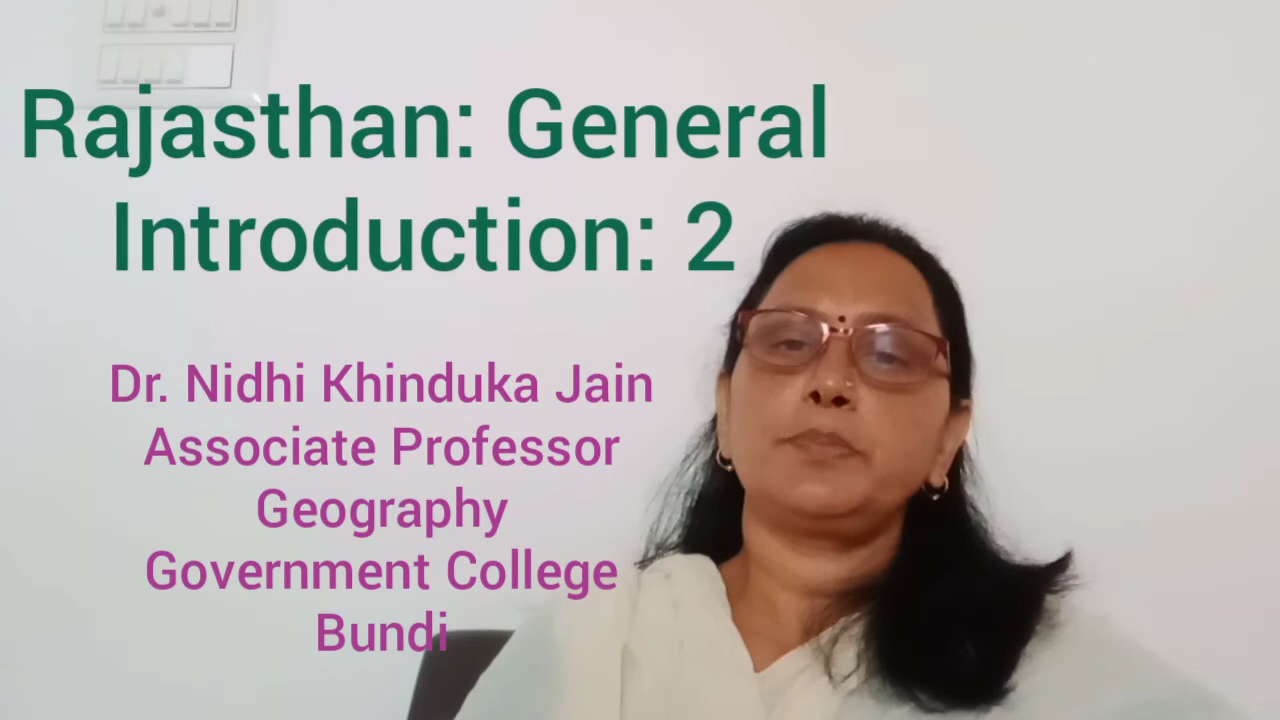 Rajasthan: General
Introduction: 2
Dr. Nidhi Khinduka Jain
Associate Professor
Geography
Government College
Bundi